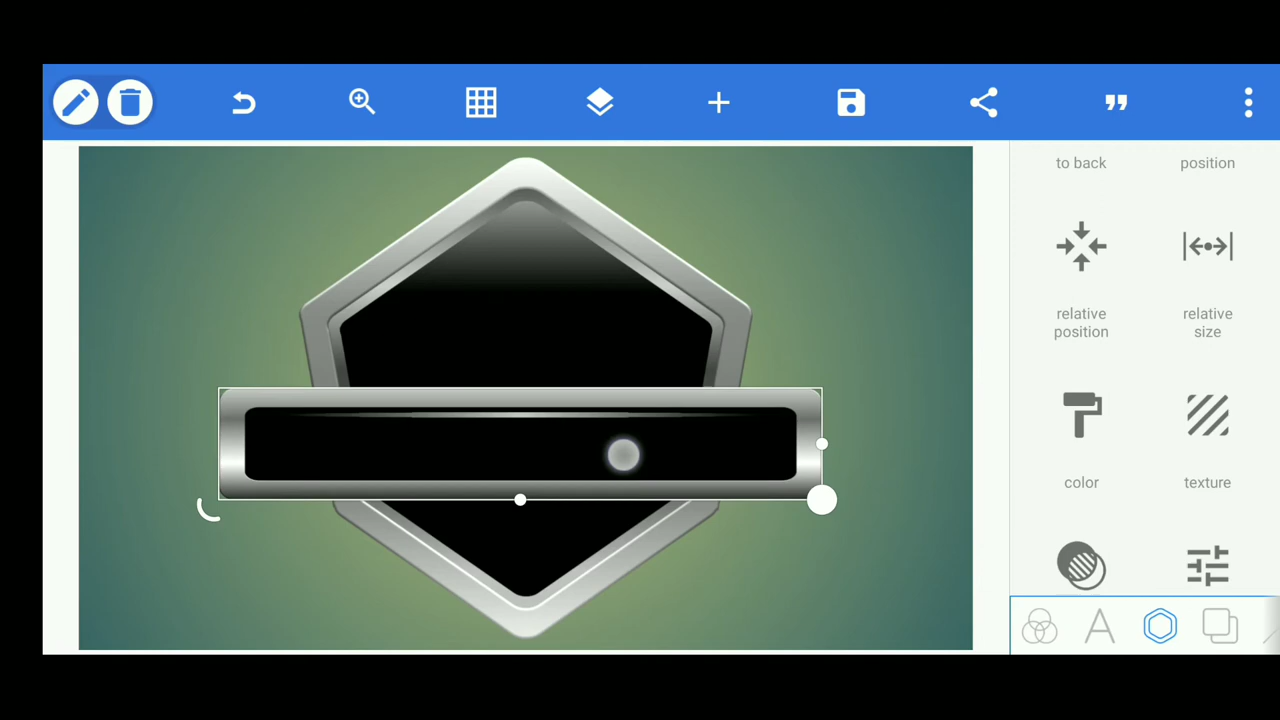 to back
position
relative
position
relative
size
color
texture